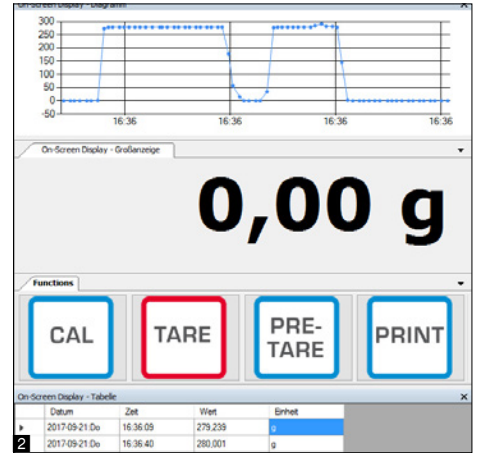 On-Screen Display - Diagramm x
300
250
200
150
100
50
0
-50
16:36 16:36 16:36 16:36
On-Screen Display - Großanzeige
0,00 g
Functions
CAL TARE PRE-TARE PRINT
On-Screen Display - Tabelle x
Datum Zeit Wert Einheit
2017-09-21:Do 16:36:09 279,239 g
2 2017-09-21:Do 16:36:40 280,001 g